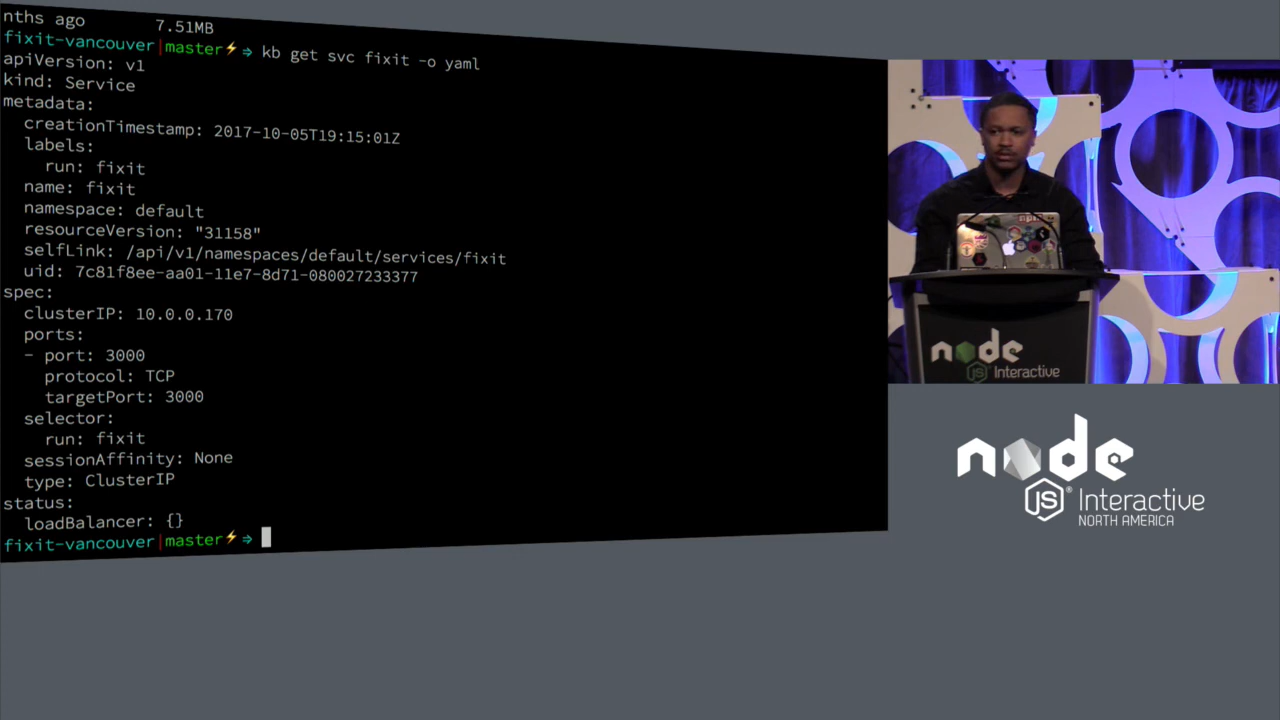 nths ago 7.51MB
fixit-vancouver|master⚡⇒ kb get svc fixit -o yaml
apiVersion: v1
kind: Service
metadata:
  creationTimestamp: 2017-10-05T19:15:01Z
  labels:
    run: fixit
  name: fixit
  namespace: default
  resourceVersion: "31158"
  selfLink: /api/v1/namespaces/default/services/fixit
  uid: 7c81f8ee-aa01-11e7-8d71-080027233377
spec:
  clusterIP: 10.0.0.170
  ports:
  - port: 3000
    protocol: TCP
    targetPort: 3000
  selector:
    run: fixit
  sessionAffinity: None
  type: ClusterIP
status:
  loadBalancer: {}
fixit-vancouver|master⚡⇒
node
JS Interactive
node
JS® Interactive
NORTH AMERICA